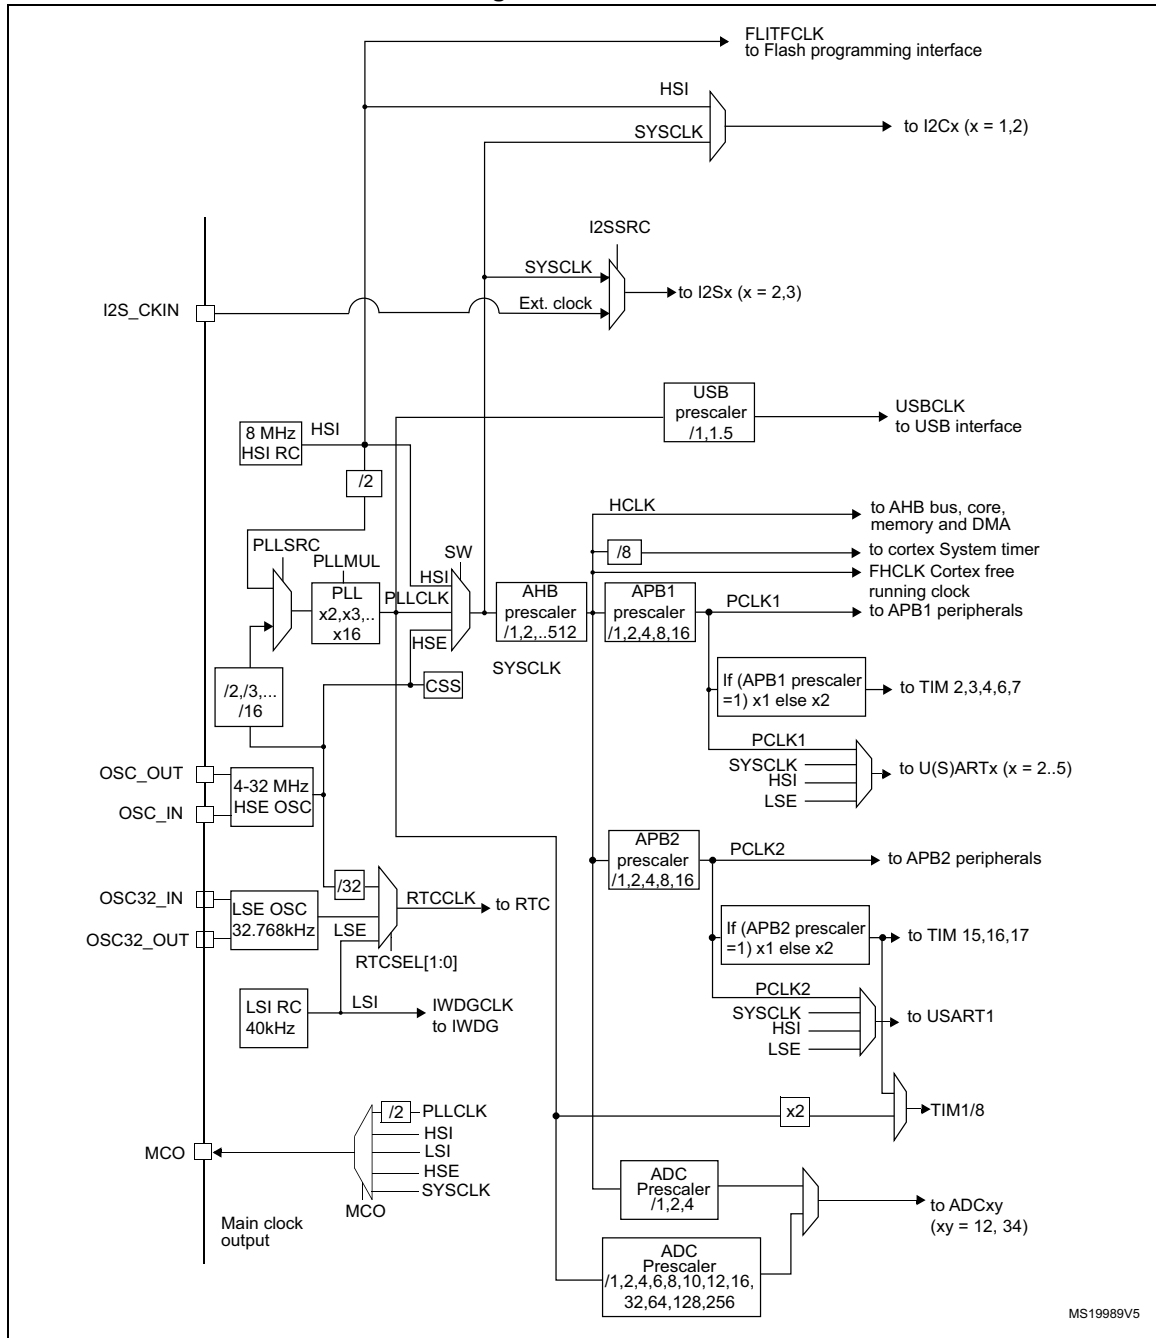 FLITFCLK
to Flash programming interface
HSI
SYSCLK
to I2Cx (x = 1,2)
I2SSRC
SYSCLK
Ext. clock
to I2Sx (x = 2,3)
I2S_CKIN
USB
prescaler
/1,1.5
USBCLK
to USB interface
8 MHz
HSI RC
HSI
/2
HCLK
to AHB bus, core,
memory and DMA
/8
to cortex System timer
FHCLK Cortex free
running clock
PLLSRC
PLLMUL
PLL
x2,x3,..
x16
SW
HSI
PLLCLK
HSE
AHB
prescaler
/1,2,..512
SYSCLK
APB1
prescaler
/1,2,4,8,16
PCLK1
to APB1 peripherals
/2,/3,...
/16
CSS
If (APB1 prescaler
=1) x1 else x2
to TIM 2,3,4,6,7
PCLK1
SYSCLK
HSI
LSE
to U(S)ARTx (x = 2..5)
OSC_OUT
OSC_IN
4-32 MHz
HSE OSC
APB2
prescaler
/1,2,4,8,16
PCLK2
to APB2 peripherals
OSC32_IN
OSC32_OUT
LSE OSC
32.768kHz
/32
LSE
RTCCLK
to RTC
RTCSEL[1:0]
If (APB2 prescaler
=1) x1 else x2
to TIM 15,16,17
LSI RC
40kHz
LSI
IWDGCLK
to IWDG
PCLK2
SYSCLK
HSI
LSE
to USART1
x2
TIM1/8
MCO
/2
PLLCLK
HSI
LSI
HSE
SYSCLK
MCO
Main clock
output
ADC
Prescaler
/1,2,4
to ADCxy
(xy = 12, 34)
ADC
Prescaler
/1,2,4,6,8,10,12,16,
32,64,128,256
MS19989V5